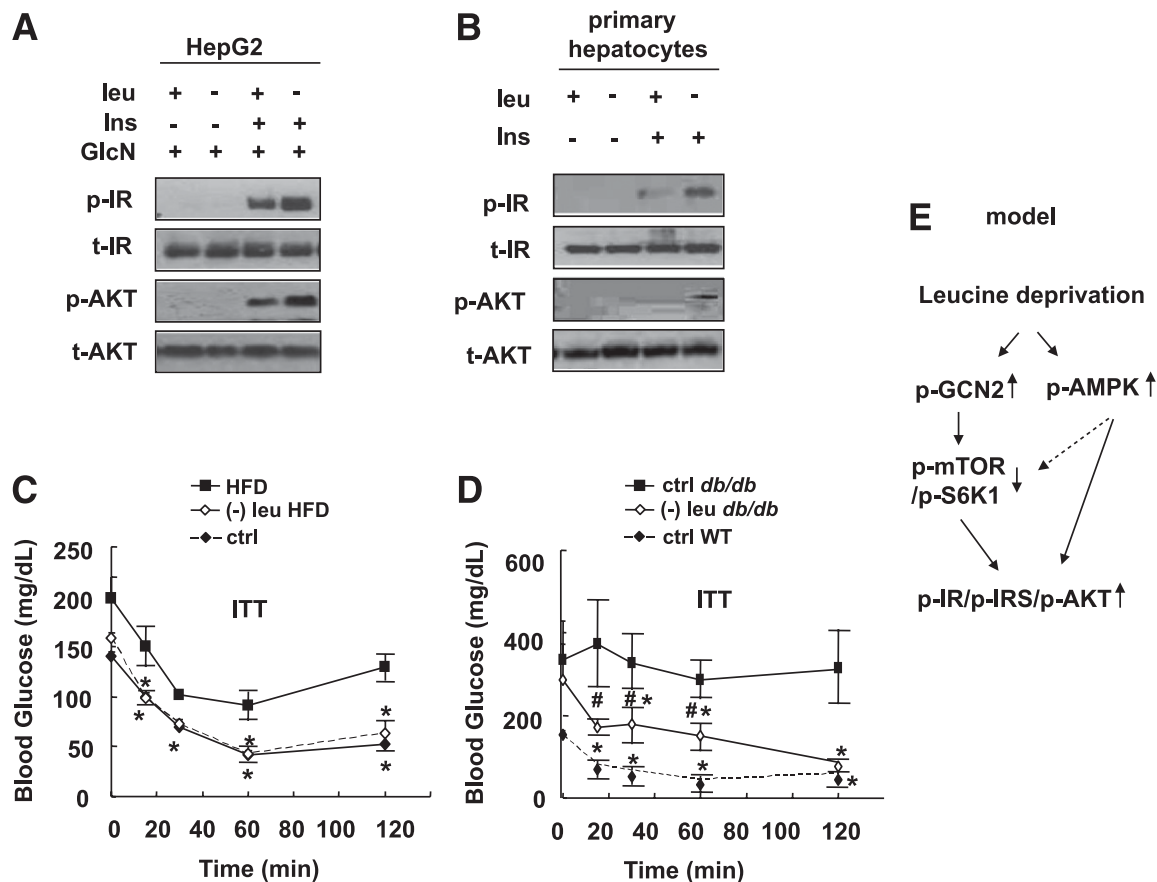 A
HepG2
leu + - + -
Ins - - + +
GlcN + + + +
p-IR
t-IR
p-AKT
t-AKT
B
primary
hepatocytes
leu + - + -
Ins - - + +
p-IR
t-IR
p-AKT
t-AKT
C
HFD
(-) leu HFD
ctrl
ITT
Blood Glucose (mg/dL)
250
200
150
100
50
0
* * * * * * *
0 20 40 60 80 100 120
Time (min)
D
ctrl db/db
(-) leu db/db
ctrl WT
ITT
Blood Glucose (mg/dL)
600
400
200
0
# #* #* *
* * * *
0 20 40 60 80 100 120
Time (min)
E model
Leucine deprivation
p-GCN2↑ p-AMPK↑
p-mTOR
/p-S6K1↓
p-IR/p-IRS/p-AKT↑